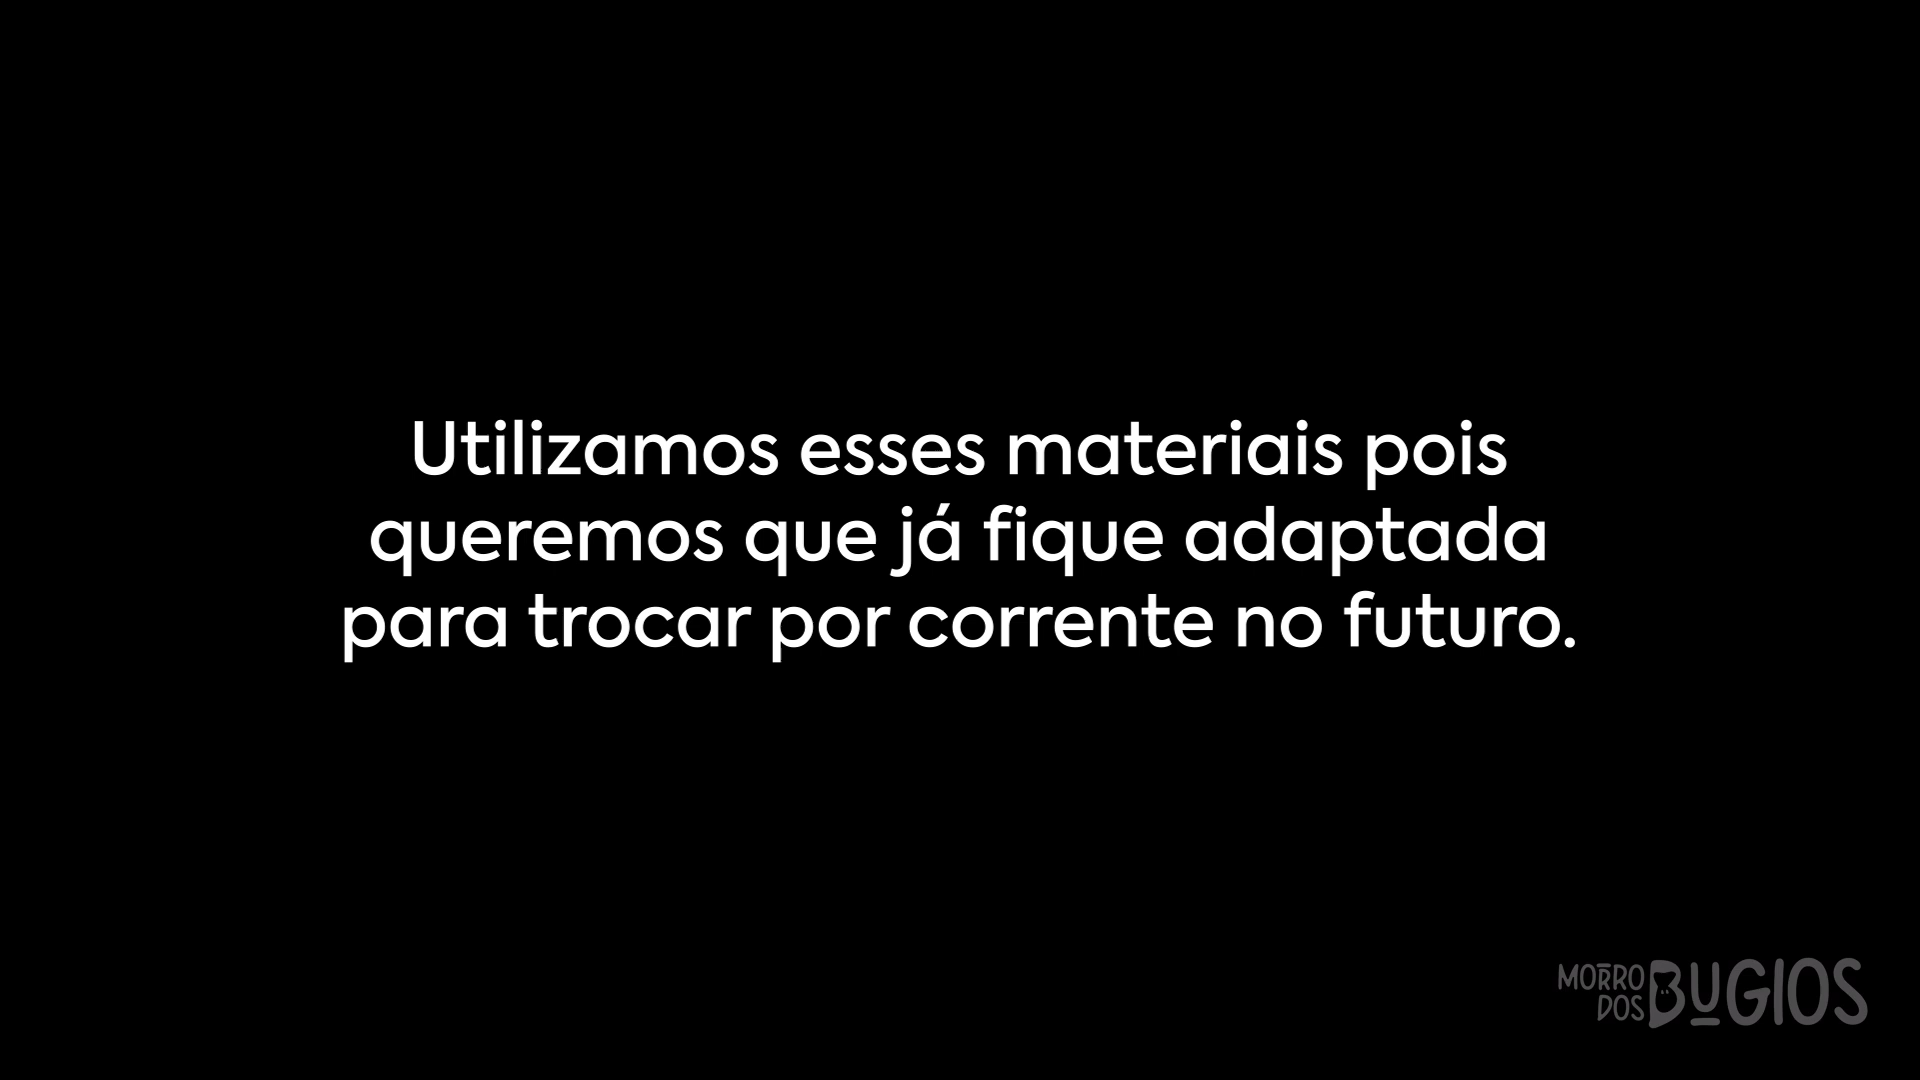 Utilizamos esses materiais pois
queremos que já fique adaptada
para trocar por corrente no futuro.
MORRO
DOS BUGIOS